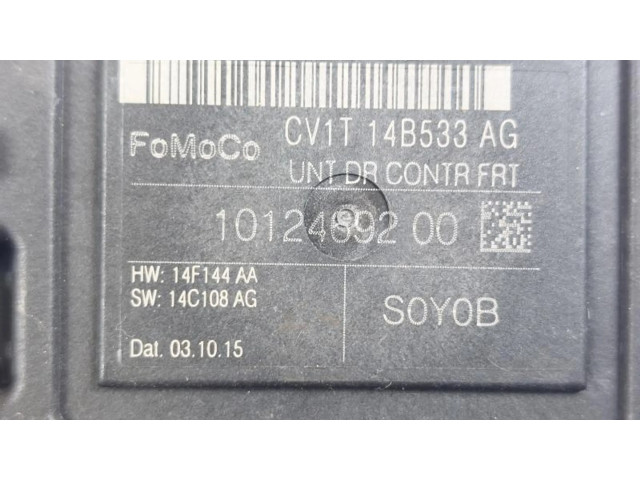 FoMoCo CV1T 14B533 AG
UNT DR CONTR FRT
10124692 00
HW: 14F144 AA
SW: 14C108 AG
S0Y0B
Dat. 03.10.15